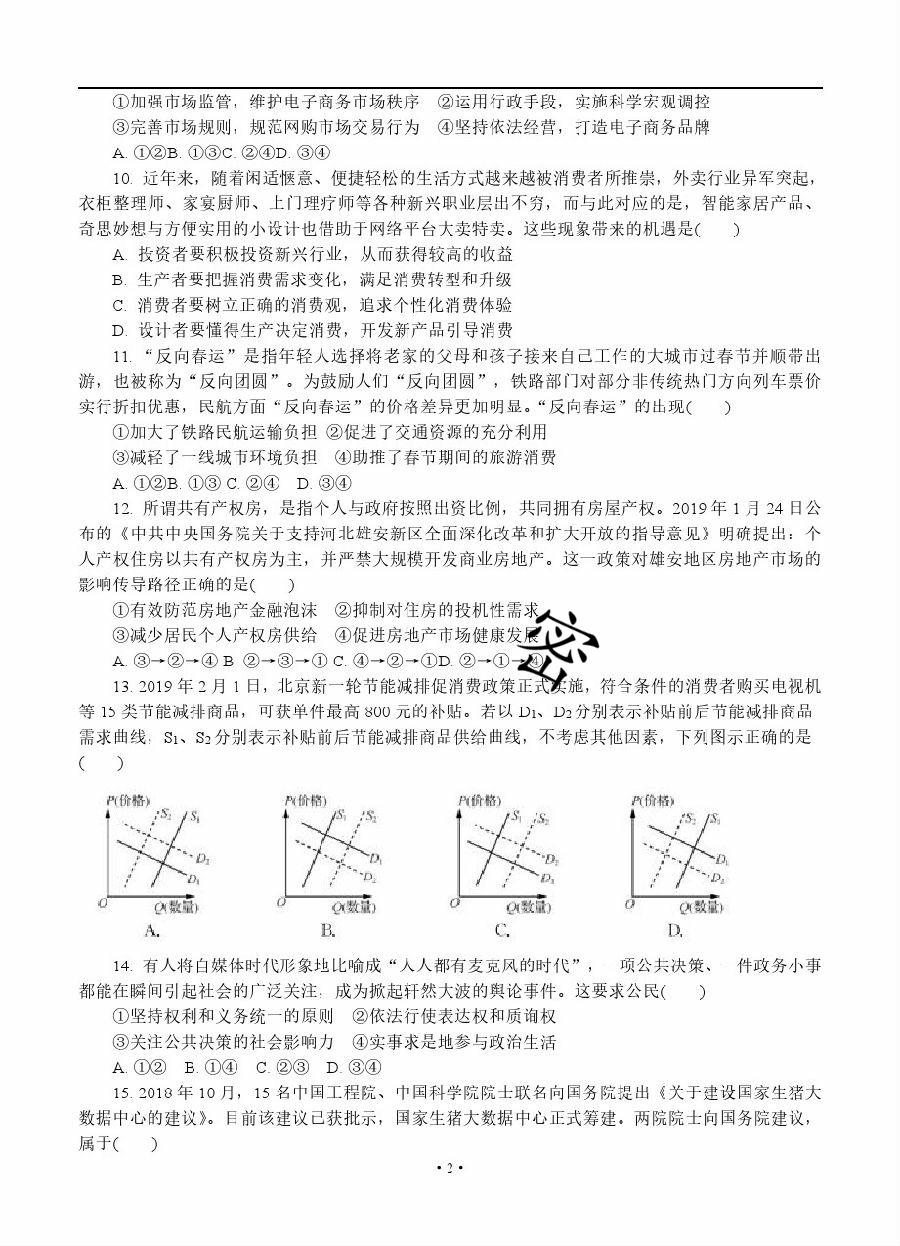 ①加强市场监管，维护电子商务市场秩序　②运用行政手段，实施科学宏观调控
③完善市场规则，规范网购市场交易行为　④坚持依法经营，打造电子商务品牌
A. ①②B. ①③C. ②④D. ③④
10. 近年来，随着闲适惬意、便捷轻松的生活方式越来越被消费者所推崇，外卖行业异军突起，
衣柜整理师、家宴厨师、上门理疗师等各种新兴职业层出不穷，而与此对应的是，智能家居产品、
奇思妙想与方便实用的小设计也借助于网络平台大卖特卖。这些现象带来的机遇是(　　)
A. 投资者要积极投资新兴行业，从而获得较高的收益
B. 生产者要把握消费需求变化，满足消费转型和升级
C. 消费者要树立正确的消费观，追求个性化消费体验
D. 设计者要懂得生产决定消费，开发新产品引导消费
11. “反向春运”是指年轻人选择将老家的父母和孩子接来自己工作的大城市过春节并顺带出
游，也被称为“反向团圆”。为鼓励人们“反向团圆”，铁路部门对部分非传统热门方向列车票价
实行折扣优惠，民航方面“反向春运”的价格差异更加明显。“反向春运”的出现(　　)
①加大了铁路民航运输负担 ②促进了交通资源的充分利用
③减轻了一线城市环境负担　④助推了春节期间的旅游消费
A. ①②B. ①③ C. ②④　D. ③④
12. 所谓共有产权房，是指个人与政府按照出资比例，共同拥有房屋产权。2019 年 1 月 24 日公
布的《中共中央国务院关于支持河北雄安新区全面深化改革和扩大开放的指导意见》明确提出：个
人产权住房以共有产权房为主，并严禁大规模开发商业房地产。这一政策对雄安地区房地产市场的
影响传导路径正确的是(　　)
①有效防范房地产金融泡沫　②抑制对住房的投机性需求
③减少居民个人产权房供给　④促进房地产市场健康发展
A. ③→②→④ B ②→③→① C. ④→②→①D. ②→①→④
密
13. 2019 年 2 月 1 日，北京新一轮节能减排促消费政策正式实施，符合条件的消费者购买电视机
等 15 类节能减排商品，可获单件最高 800 元的补贴。若以 D₁、D₂分别表示补贴前后节能减排商品
需求曲线，S₁、S₂分别表示补贴前后节能减排商品供给曲线，不考虑其他因素，下列图示正确的是
(　　)
P(价格) S₂ S₁ D₂ D₁ O Q(数量)
A.
P(价格) S₁ S₂ D₁ D₂ O Q(数量)
B.
P(价格) S₁ S₂ D₂ D₁ O Q(数量)
C.
P(价格) S₂ S₁ D₁ D₂ O Q(数量)
D.
14. 有人将自媒体时代形象地比喻成“人人都有麦克风的时代”， 项公共决策、 件政务小事
都能在瞬间引起社会的广泛关注，成为掀起轩然大波的舆论事件。这要求公民(　　)
①坚持权利和义务统一的原则　②依法行使表达权和质询权
③关注公共决策的社会影响力　④实事求是地参与政治生活
A. ①②　B. ①④　C. ②③　D. ③④
15. 2018 年 10 月，15 名中国工程院、中国科学院院士联名向国务院提出《关于建设国家生猪大
数据中心的建议》。目前该建议已获批示，国家生猪大数据中心正式筹建。两院院士向国务院建议，
属于(　　)
· 2 ·